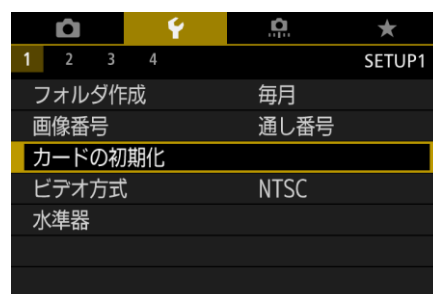 1 2 3 4 SETUP1
フォルダ作成 毎月
画像番号 通し番号
カードの初期化
ビデオ方式 NTSC
水準器